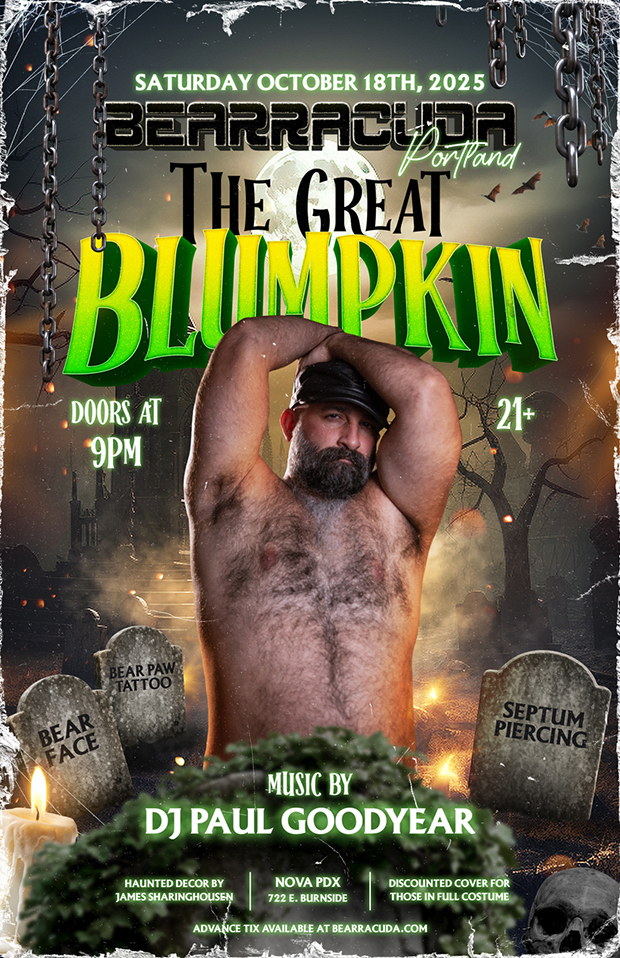 SATURDAY OCTOBER 18TH, 2025
BEARRACUDA
Portland
THE GREAT
BLUMPKIN
DOORS AT
9PM
21+
BEAR PAW
TATTOO
BEAR
FACE
SEPTUM
PIERCING
MUSIC BY
DJ PAUL GOODYEAR
HAUNTED DECOR BY
JAMES SHARINGHOUSEN
NOVA PDX
722 E. BURNSIDE
DISCOUNTED COVER FOR
THOSE IN FULL COSTUME
ADVANCE TIX AVAILABLE AT BEARRACUDA.COM